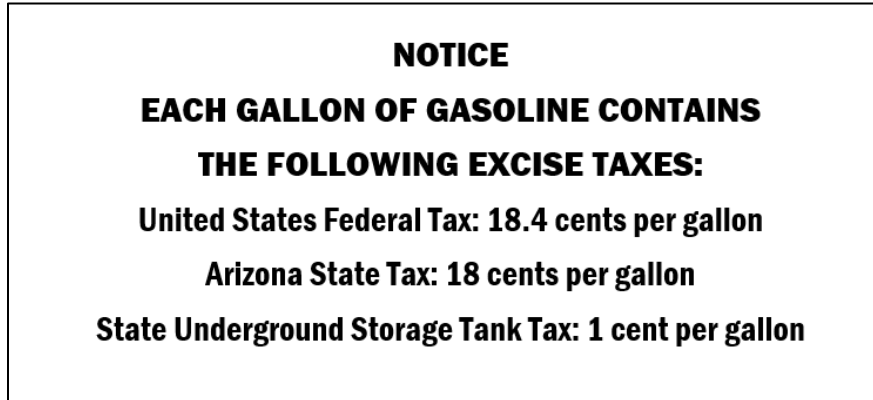 NOTICE
EACH GALLON OF GASOLINE CONTAINS
THE FOLLOWING EXCISE TAXES:
United States Federal Tax: 18.4 cents per gallon
Arizona State Tax: 18 cents per gallon
State Underground Storage Tank Tax: 1 cent per gallon